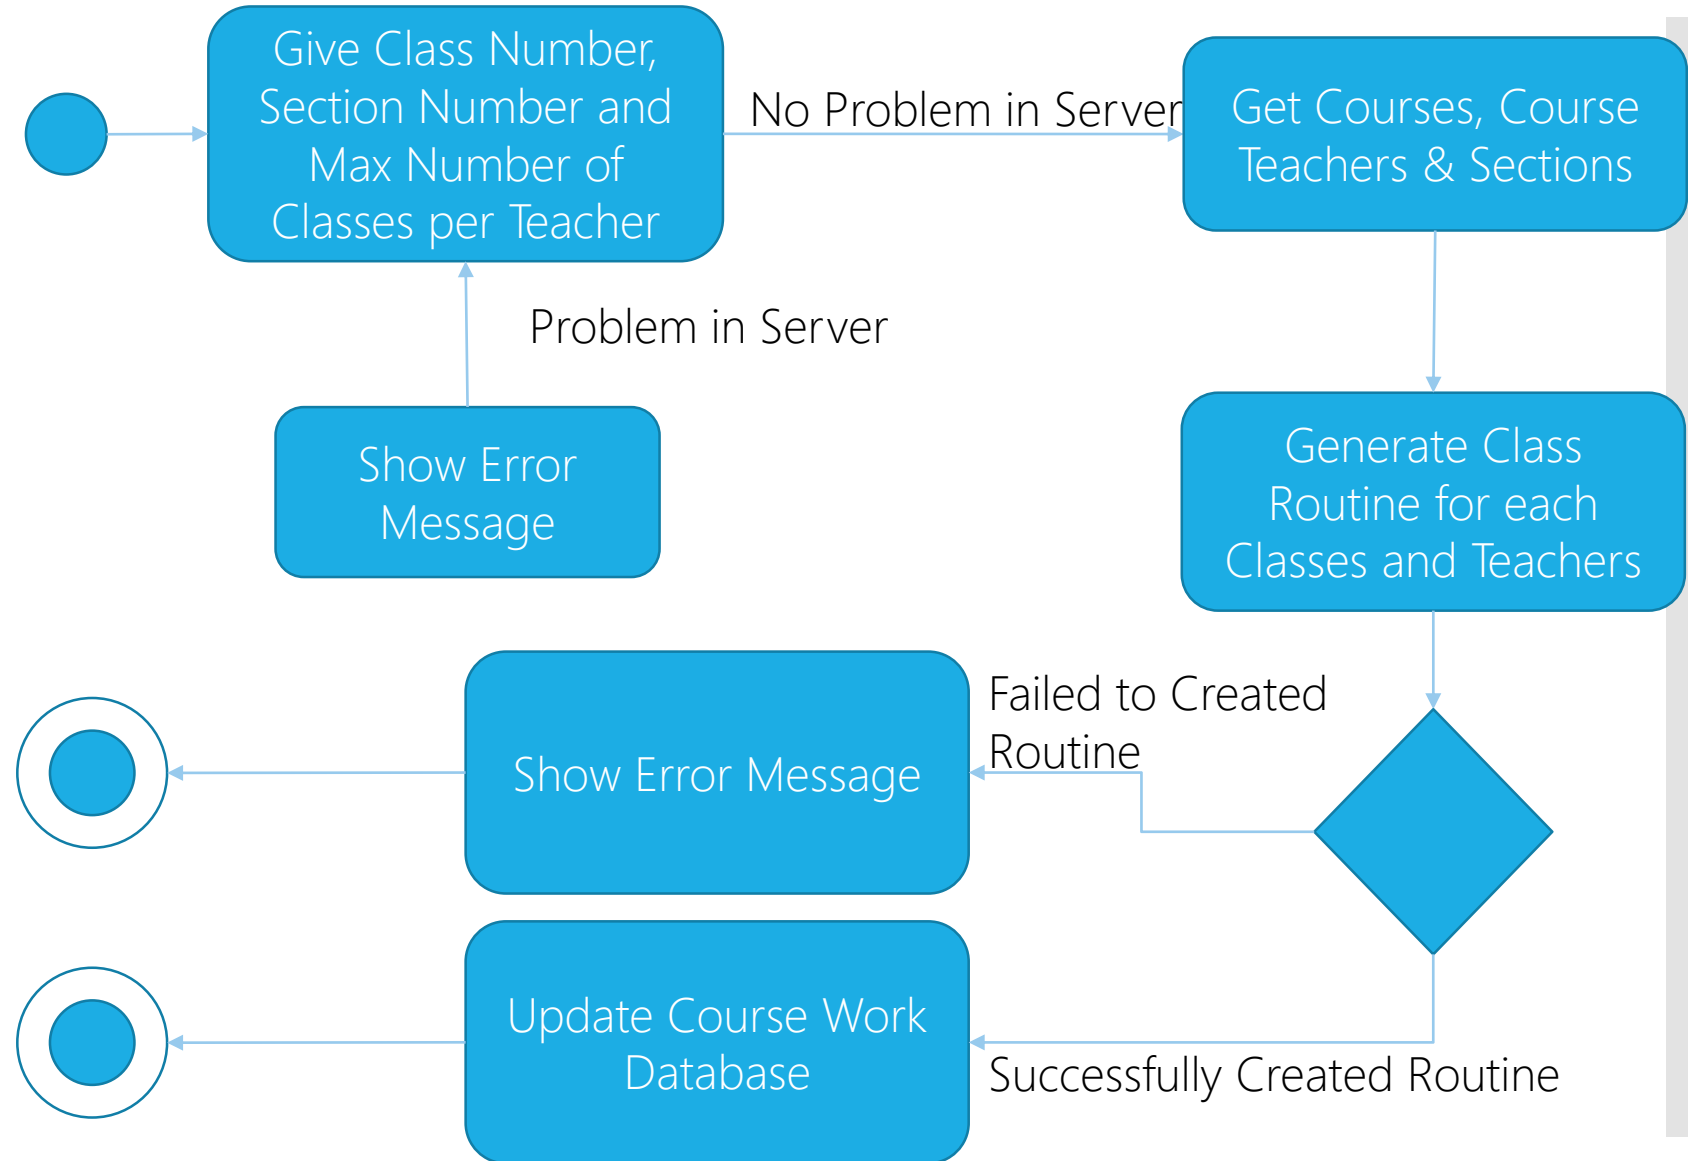 Give Class Number,
Section Number and
Max Number of
Classes per Teacher
No Problem in Server
Get Courses, Course
Teachers & Sections
Problem in Server
Show Error
Message
Generate Class
Routine for each
Classes and Teachers
Failed to Created
Routine
Show Error Message
Update Course Work
Database
Successfully Created Routine